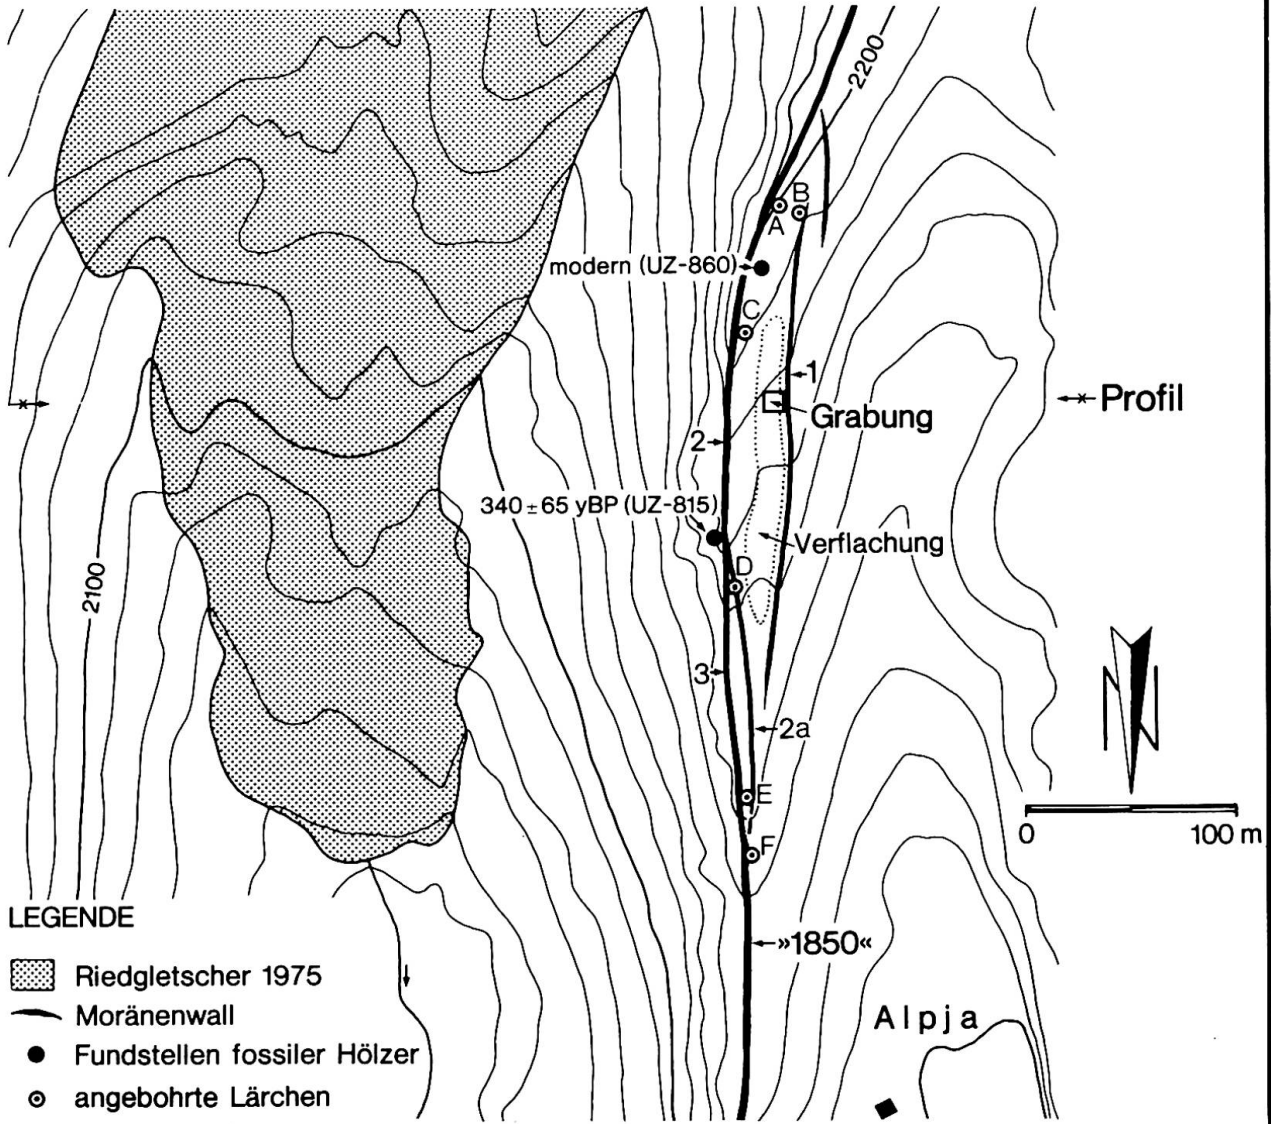 2200
B
A
modern (UZ-860)
C
1
Profil
Grabung
2
340 ± 65 yBP (UZ-815)
Verflachung
D
2100
3
2a
N
E
0 100 m
F
LEGENDE
»1850«
Riedgletscher 1975
Moränenwall
Alpja
Fundstellen fossiler Hölzer
angebohrte Lärchen